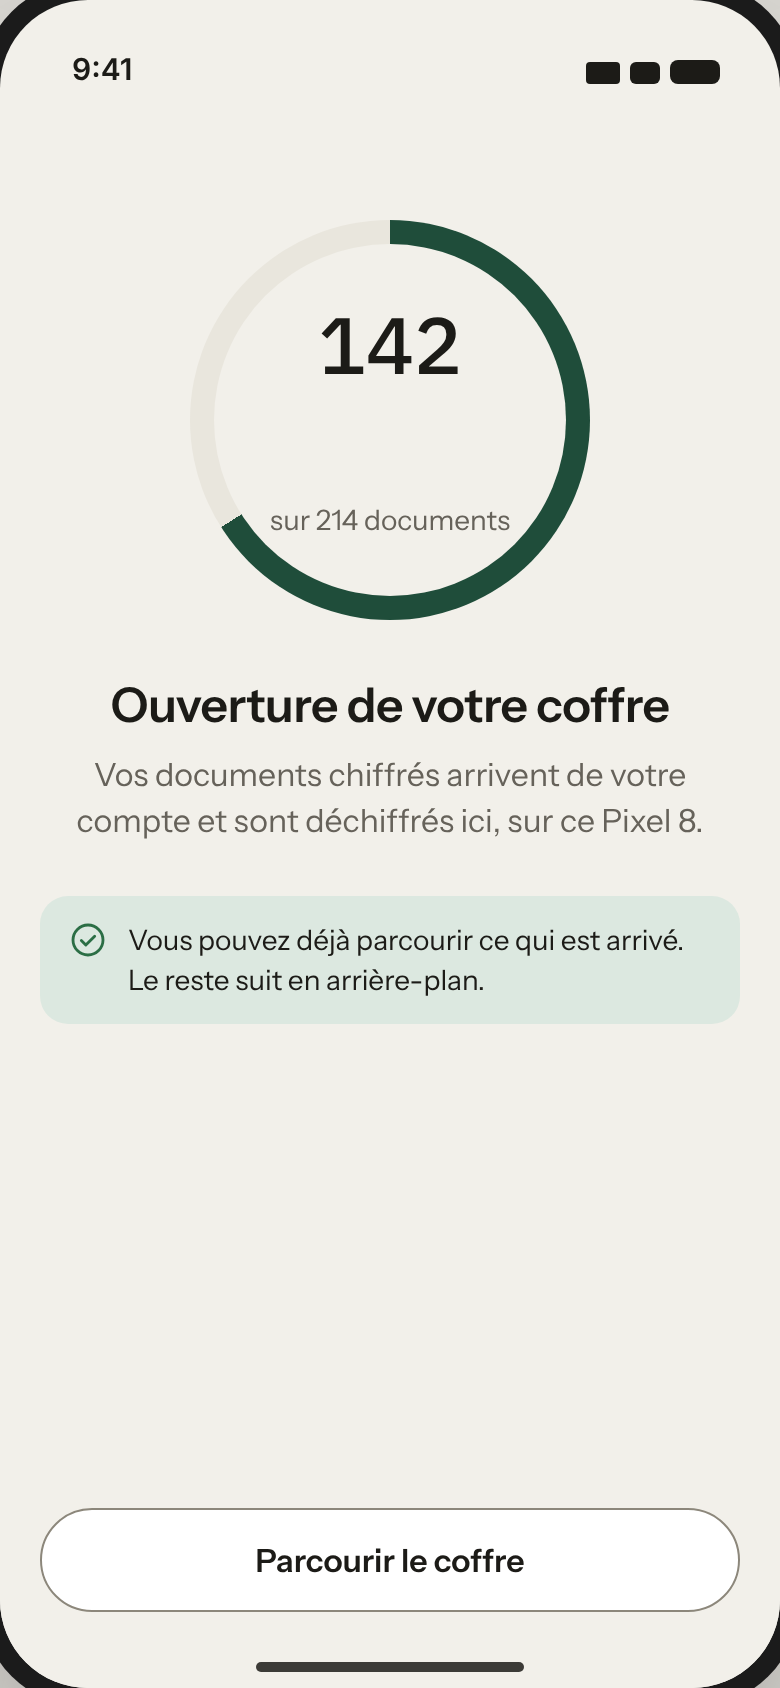 9:41
142
sur 214 documents
Ouverture de votre coffre
Vos documents chiffrés arrivent de votre
compte et sont déchiffrés ici, sur ce Pixel 8.
Vous pouvez déjà parcourir ce qui est arrivé.
Le reste suit en arrière-plan.
Parcourir le coffre